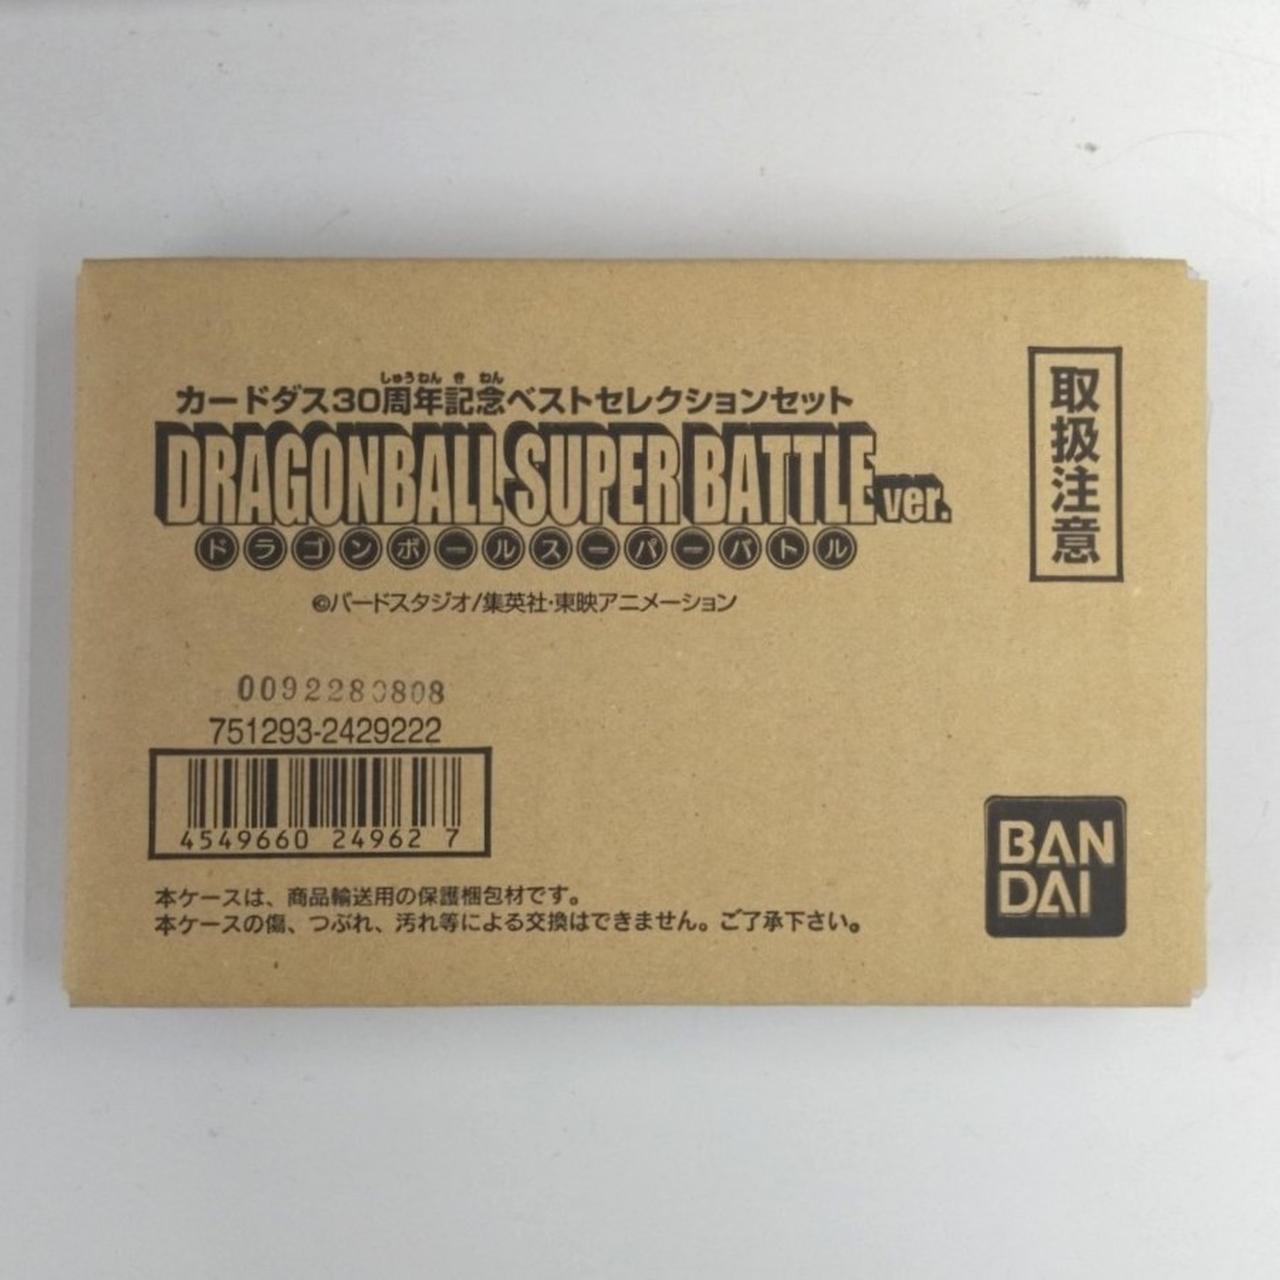 しゅうねん き ねん
カードダス30周年記念ベストセレクションセット
DRAGONBALL SUPER BATTLE ver.
ドラゴンボールスーパーバトル
©バードスタジオ/集英社・東映アニメーション
取扱注意
751293-2429222
4549660 24962 7
本ケースは、商品輸送用の保護梱包材です。
本ケースの傷、つぶれ、汚れ等による交換はできません。ご了承下さい。
BAN
DAI